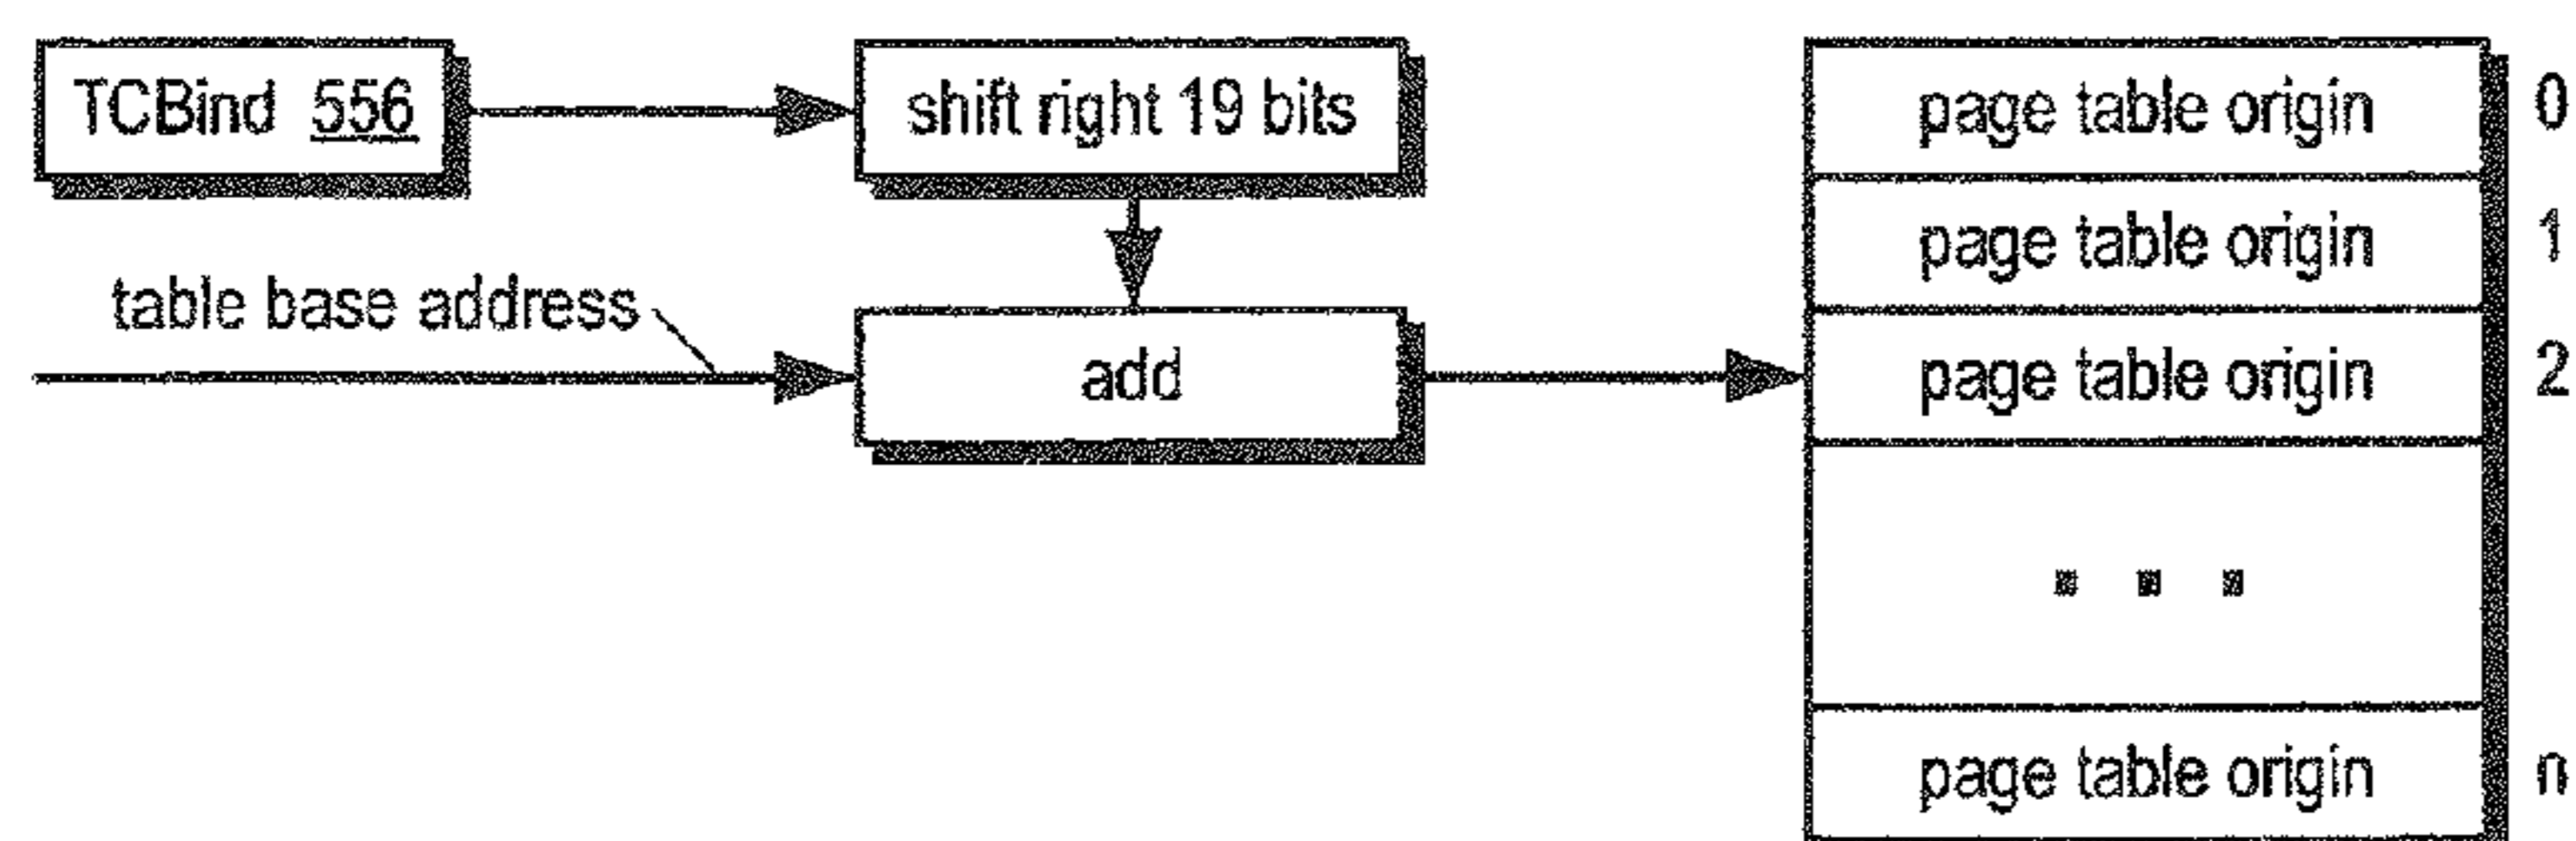 TCBind 556
shift right 19 bits
page table origin 0
page table origin 1
table base address
add
page table origin 2
page table origin n